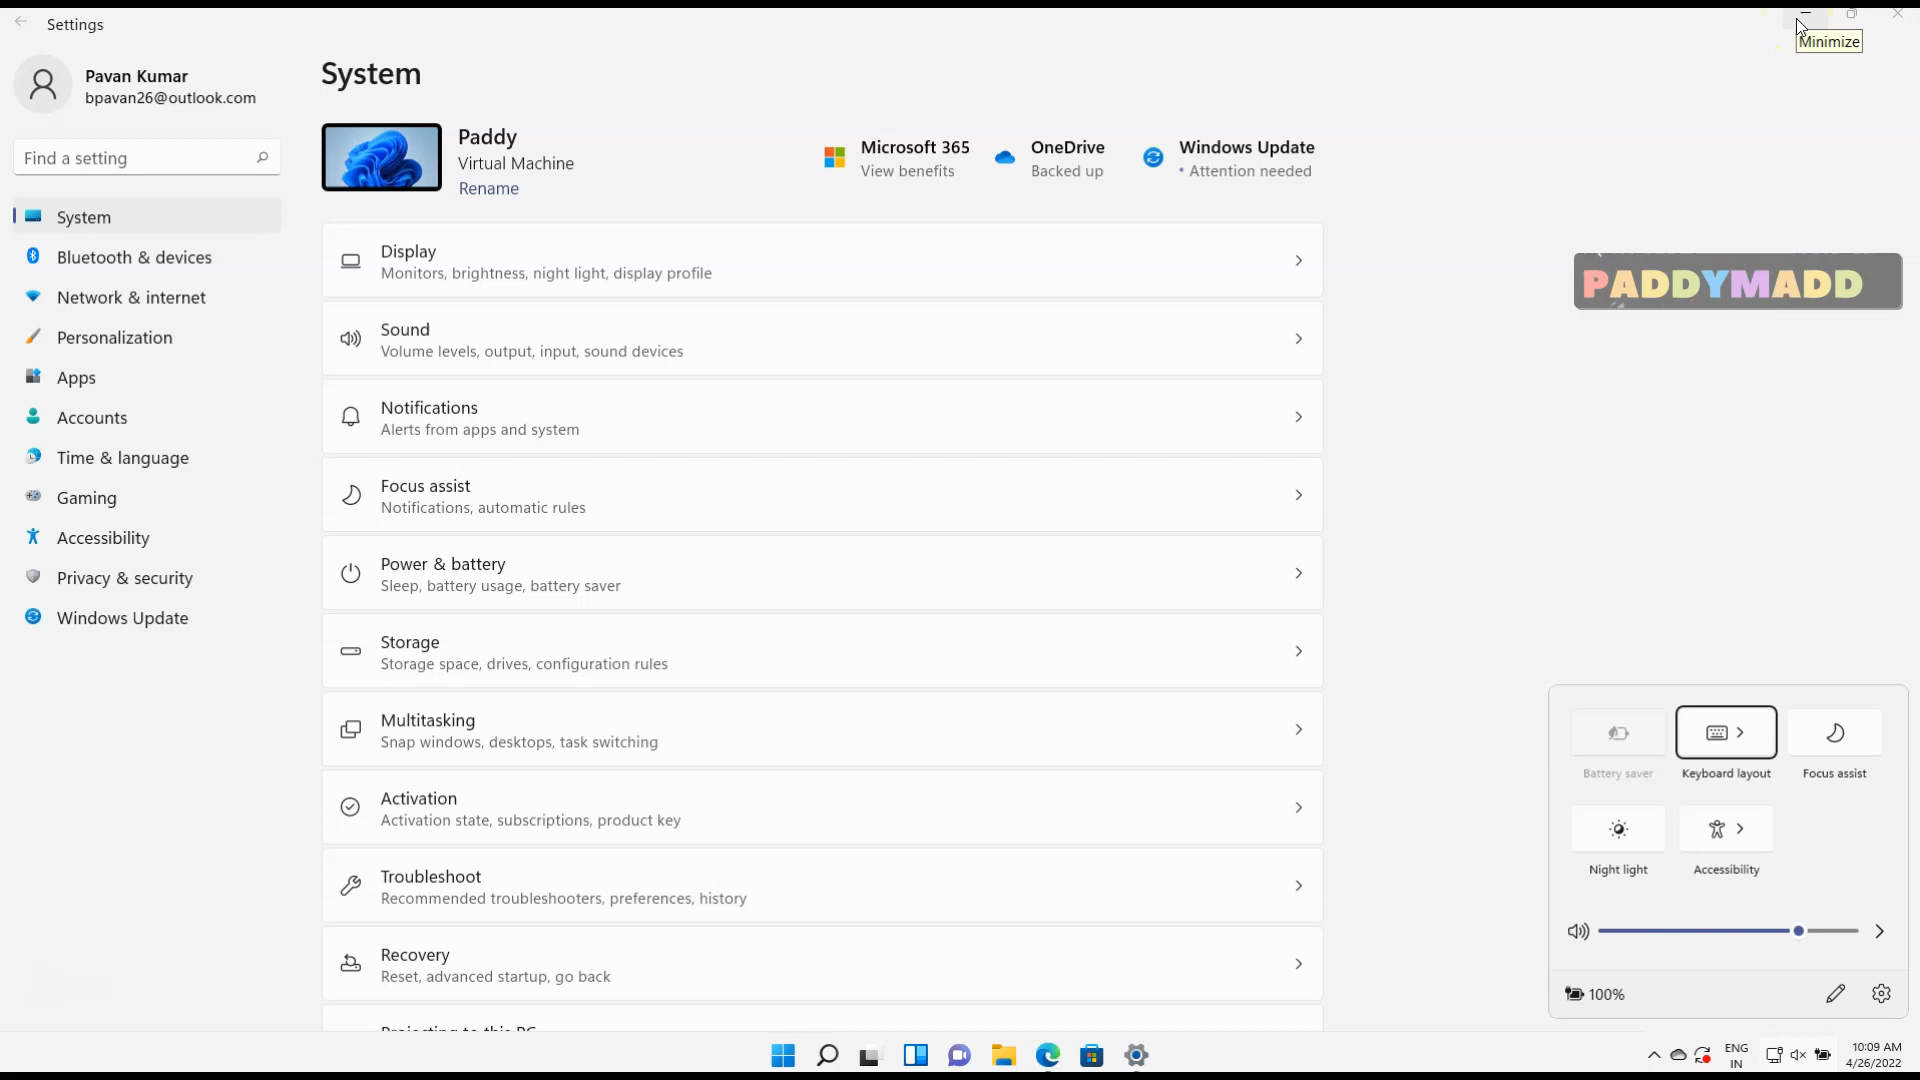 Settings
Minimize
Pavan Kumar
bpavan26@outlook.com
Find a setting
System
Bluetooth & devices
Network & internet
Personalization
Apps
Accounts
Time & language
Gaming
Accessibility
Privacy & security
Windows Update
System
Paddy
Virtual Machine
Rename
Microsoft 365
View benefits
OneDrive
Backed up
Windows Update
• Attention needed
Display
Monitors, brightness, night light, display profile
Sound
Volume levels, output, input, sound devices
Notifications
Alerts from apps and system
Focus assist
Notifications, automatic rules
Power & battery
Sleep, battery usage, battery saver
Storage
Storage space, drives, configuration rules
Multitasking
Snap windows, desktops, task switching
Activation
Activation state, subscriptions, product key
Troubleshoot
Recommended troubleshooters, preferences, history
Recovery
Reset, advanced startup, go back
Projecting to this PC
PADDYMADD
Battery saver
Keyboard layout
Focus assist
Night light
Accessibility
100%
ENG
IN
10:09 AM
4/26/2022